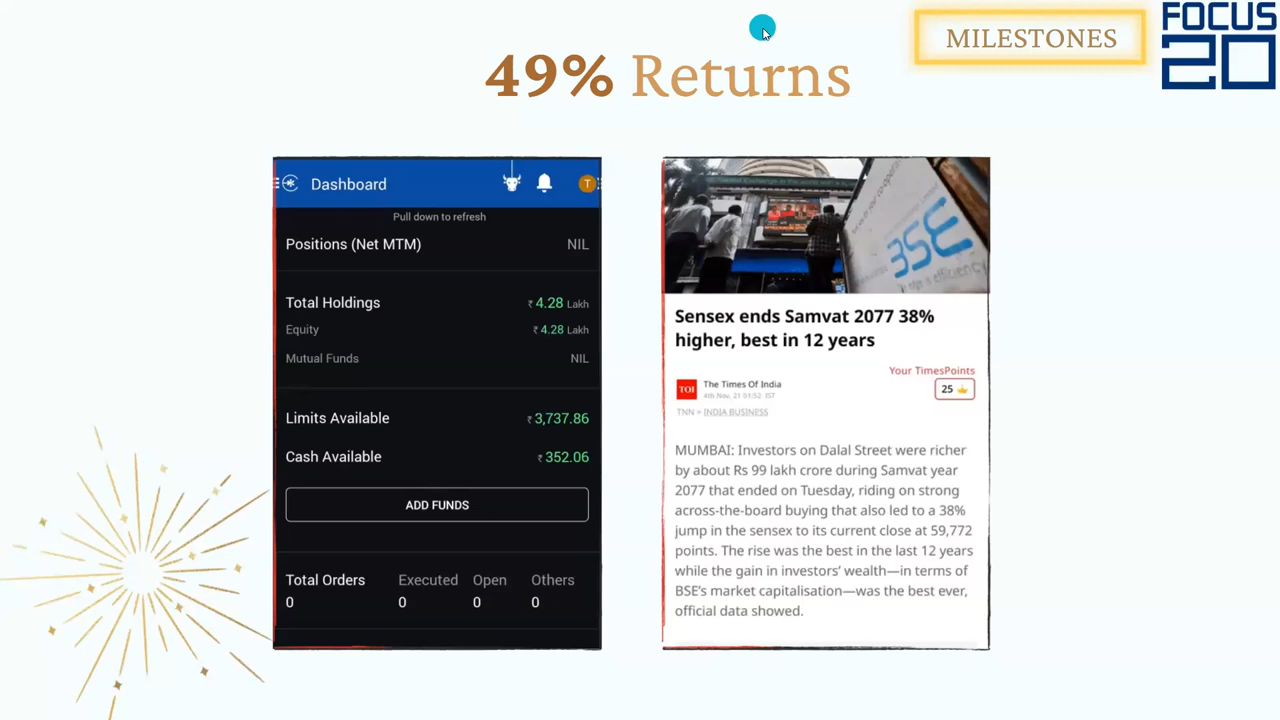 FOCUS
20
MILESTONES
49% Returns
Dashboard
T
Pull down to refresh
Positions (Net MTM) NIL
Total Holdings ₹ 4.28 Lakh
Equity ₹ 4.28 Lakh
Mutual Funds NIL
Limits Available ₹ 3,737.86
Cash Available ₹ 352.06
ADD FUNDS
Total Orders Executed Open Others
0 0 0 0
BSE
Sensex ends Samvat 2077 38%
higher, best in 12 years
Your TimesPoints
25
TOI
The Times Of India
4th Nov, 21 01:52 IST
TNN > INDIA BUSINESS
MUMBAI: Investors on Dalal Street were richer
by about Rs 99 lakh crore during Samvat year
2077 that ended on Tuesday, riding on strong
across-the-board buying that also led to a 38%
jump in the sensex to its current close at 59,772
points. The rise was the best in the last 12 years
while the gain in investors' wealth—in terms of
BSE's market capitalisation—was the best ever,
official data showed.